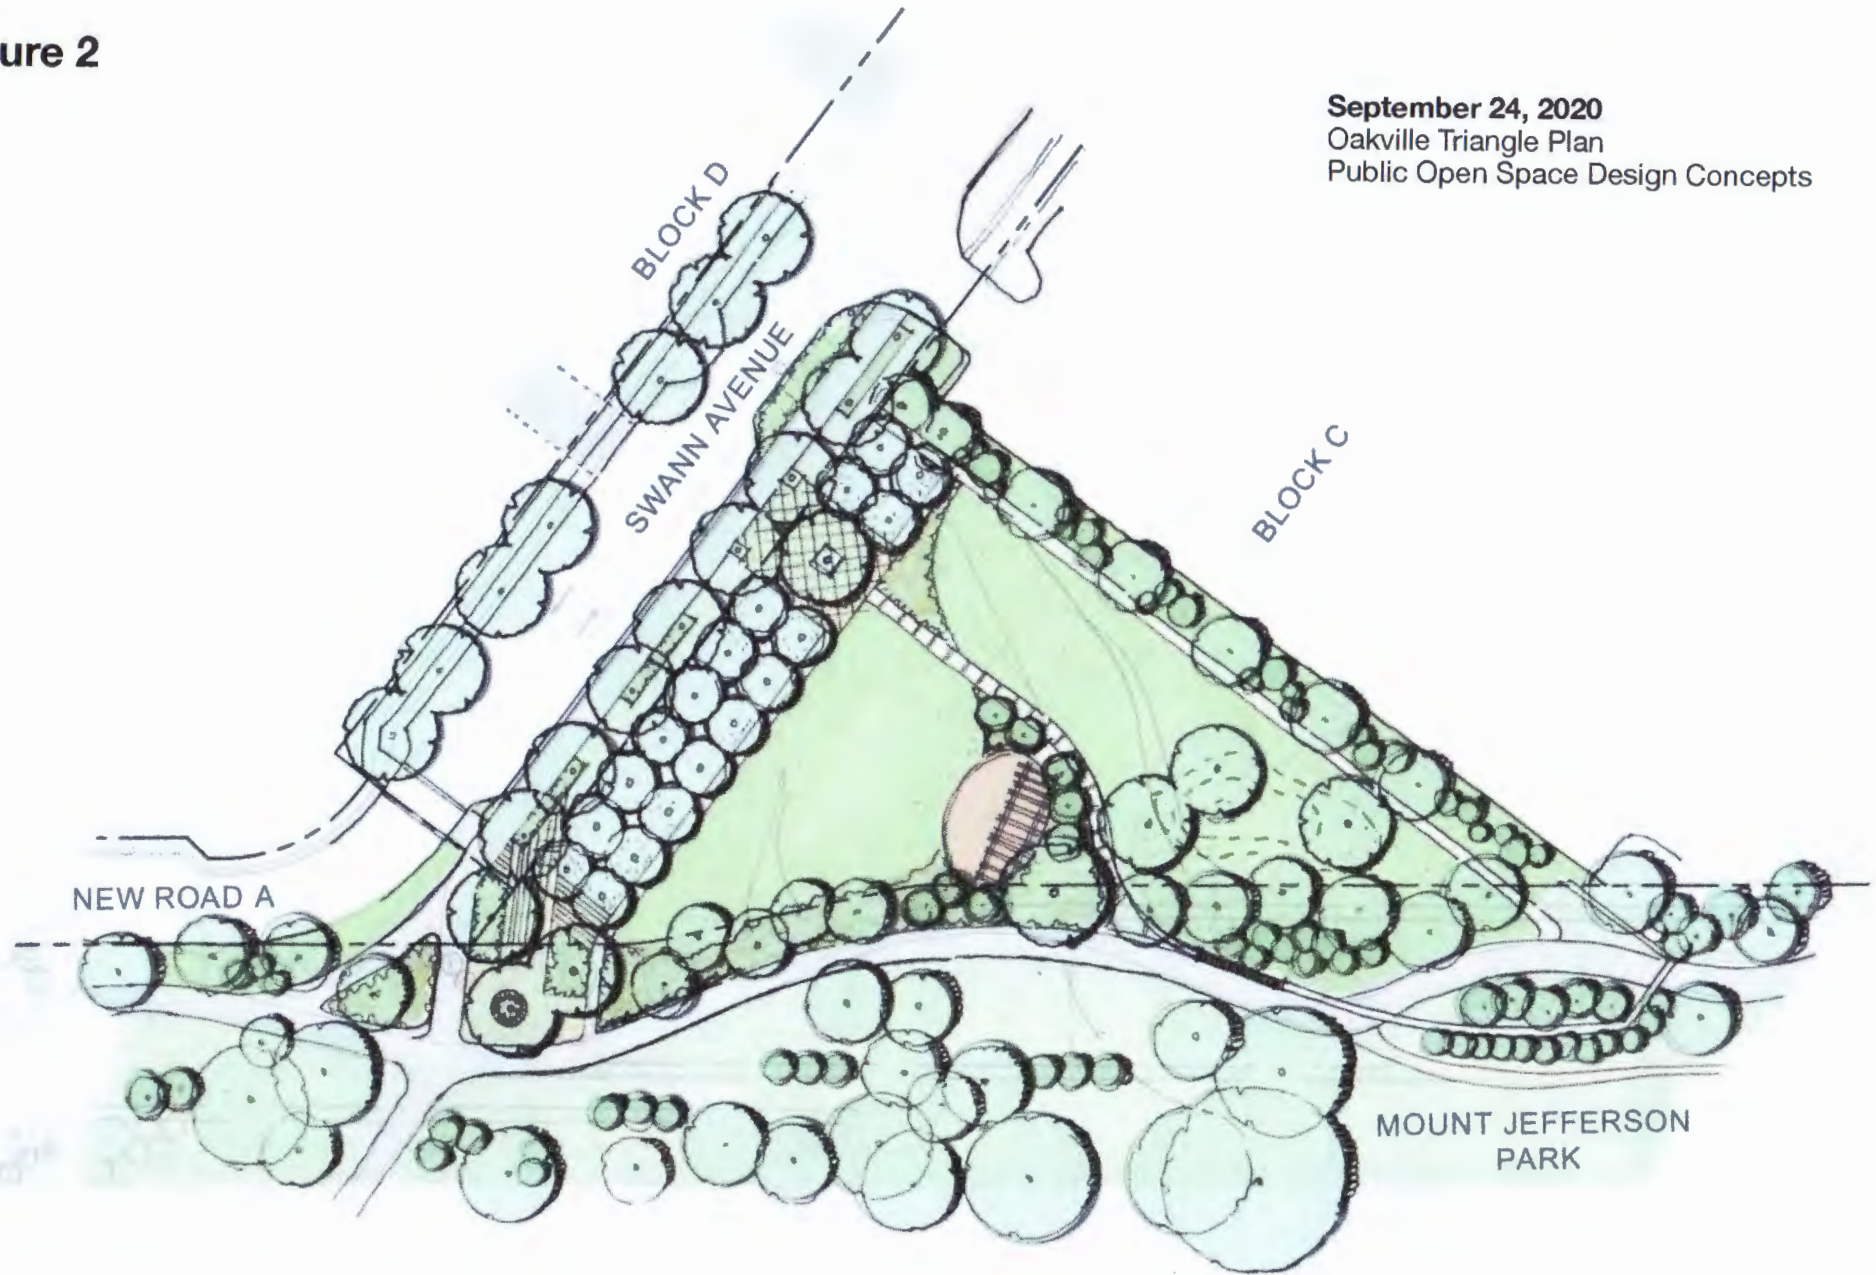 ure 2
September 24, 2020
Oakville Triangle Plan
Public Open Space Design Concepts
BLOCK D
SWANN AVENUE
BLOCK C
NEW ROAD A
MOUNT JEFFERSON
PARK